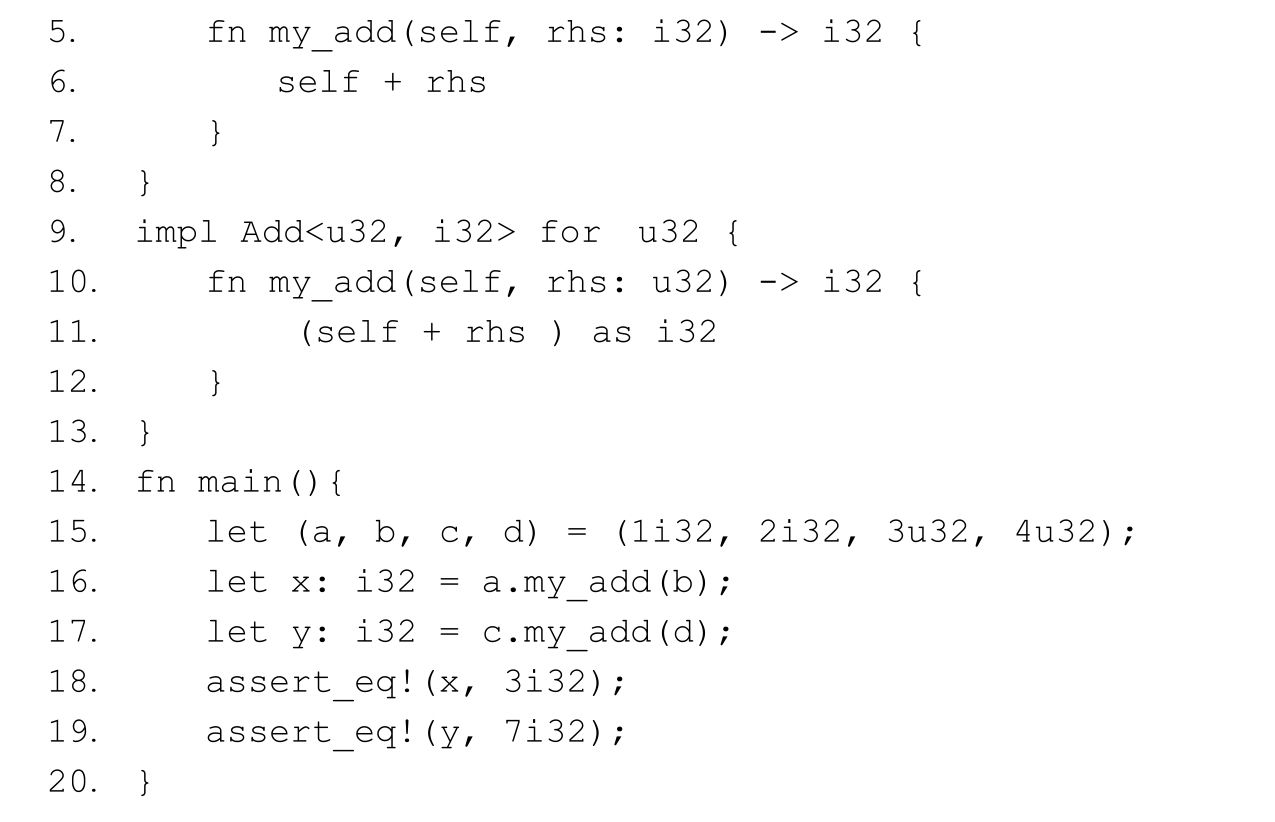 5. fn my_add(self, rhs: i32) -> i32 {
6. self + rhs
7. }
8. }
9. impl Add<u32, i32> for u32 {
10. fn my_add(self, rhs: u32) -> i32 {
11. (self + rhs ) as i32
12. }
13. }
14. fn main(){
15. let (a, b, c, d) = (1i32, 2i32, 3u32, 4u32);
16. let x: i32 = a.my_add(b);
17. let y: i32 = c.my_add(d);
18. assert_eq!(x, 3i32);
19. assert_eq!(y, 7i32);
20. }